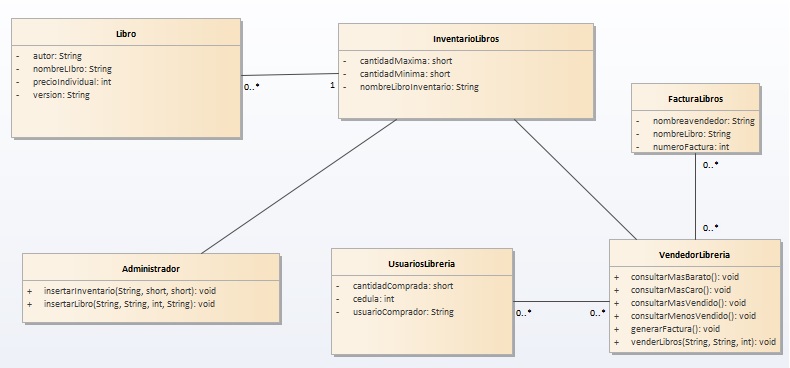 Libro
- autor: String
- nombreLIbro: String
- precioIndividual: int
- version: String
0..*
1
InventarioLibros
- cantidadMaxima: short
- cantidadMinima: short
- nombreLibroInventario: String
FacturaLibros
- nombreavendedor: String
- nombreLibro: String
- numeroFactura: int
0..*
0..*
Administrador
+ insertarInventario(String, short, short): void
+ insertarLibro(String, String, int, String): void
UsuariosLibreria
- cantidadComprada: short
- cedula: int
- usuarioComprador: String
0..*
0..*
VendedorLibreria
+ consultarMasBarato(): void
+ consultarMasCaro(): void
+ consultarMasVendido(): void
+ consultarMenosVendido(): void
+ generarFactura(): void
+ venderLibros(String, String, int): void